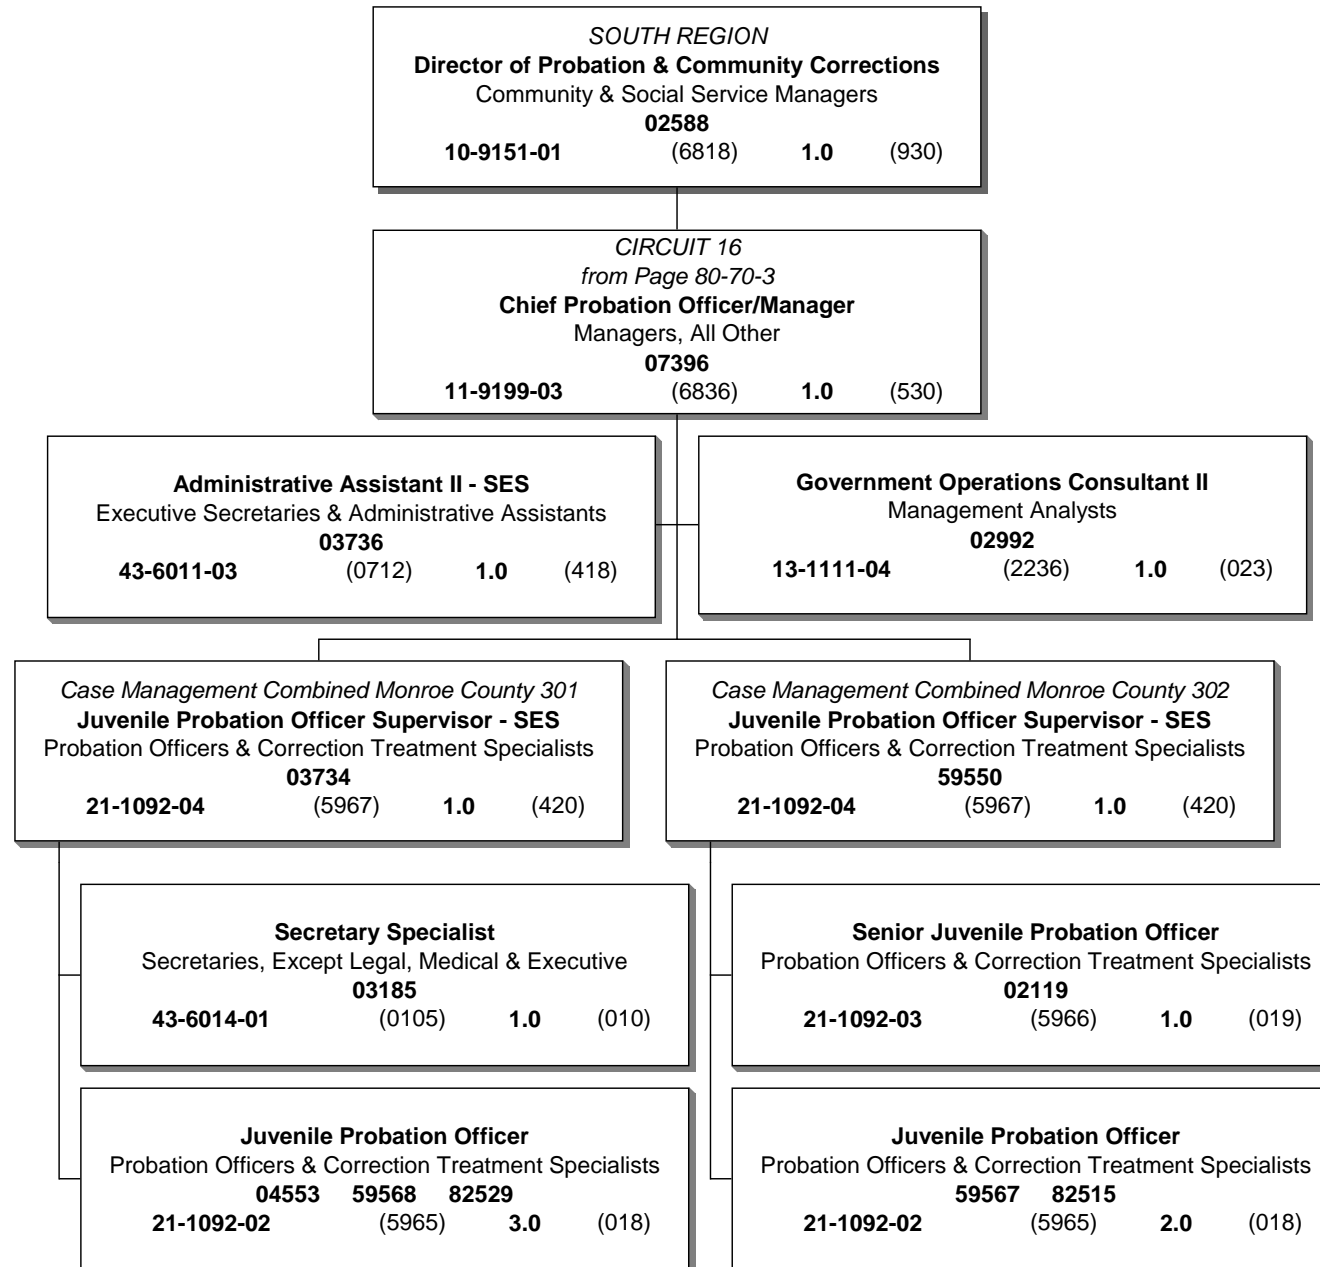 SOUTH REGION
Director of Probation & Community Corrections
Community & Social Service Managers
02588
10-9151-01 (6818) 1.0 (930)
CIRCUIT 16
from Page 80-70-3
Chief Probation Officer/Manager
Managers, All Other
07396
11-9199-03 (6836) 1.0 (530)
Administrative Assistant II - SES
Executive Secretaries & Administrative Assistants
03736
43-6011-03 (0712) 1.0 (418)
Government Operations Consultant II
Management Analysts
02992
13-1111-04 (2236) 1.0 (023)
Case Management Combined Monroe County 301
Juvenile Probation Officer Supervisor - SES
Probation Officers & Correction Treatment Specialists
03734
21-1092-04 (5967) 1.0 (420)
Case Management Combined Monroe County 302
Juvenile Probation Officer Supervisor - SES
Probation Officers & Correction Treatment Specialists
59550
21-1092-04 (5967) 1.0 (420)
Secretary Specialist
Secretaries, Except Legal, Medical & Executive
03185
43-6014-01 (0105) 1.0 (010)
Senior Juvenile Probation Officer
Probation Officers & Correction Treatment Specialists
02119
21-1092-03 (5966) 1.0 (019)
Juvenile Probation Officer
Probation Officers & Correction Treatment Specialists
04553 59568 82529
21-1092-02 (5965) 3.0 (018)
Juvenile Probation Officer
Probation Officers & Correction Treatment Specialists
59567 82515
21-1092-02 (5965) 2.0 (018)